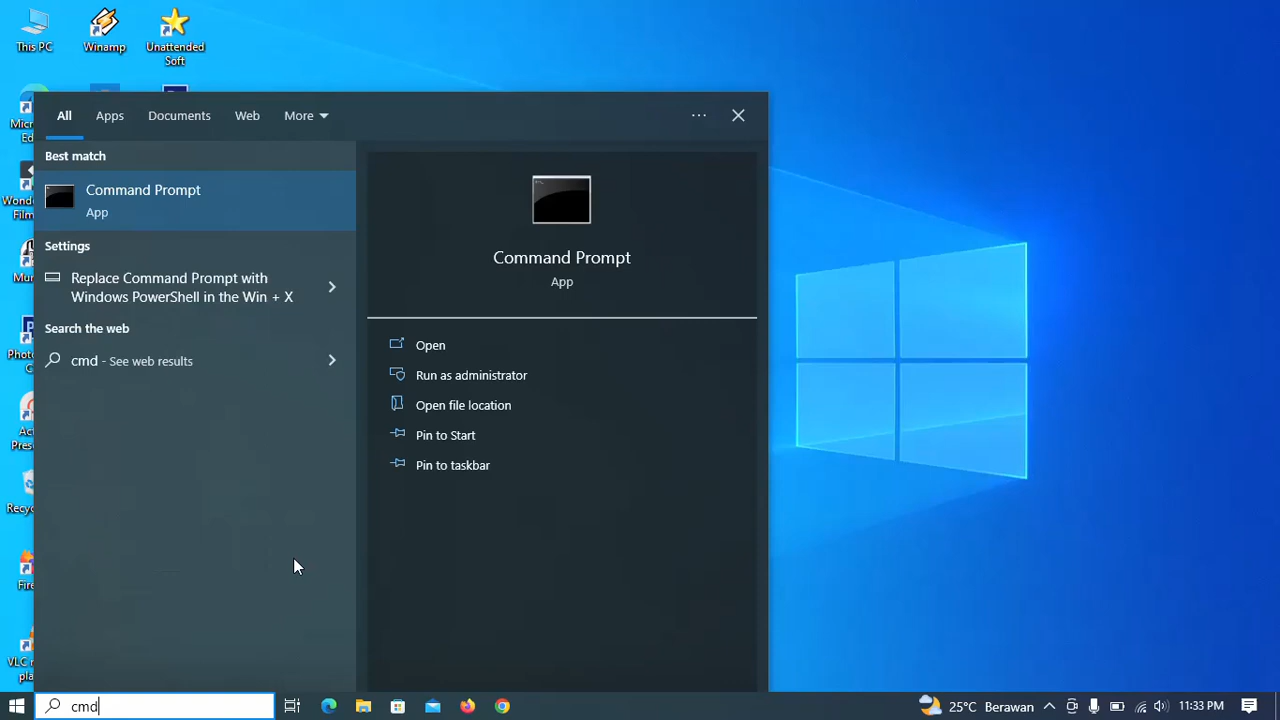 This PC
Winamp
Unattended
Soft
All
Apps
Documents
Web
More
Best match
Command Prompt
App
Settings
Replace Command Prompt with
Windows PowerShell in the Win + X
Search the web
cmd - See web results
Command Prompt
App
Open
Run as administrator
Open file location
Pin to Start
Pin to taskbar
cmd
25°C Berawan
11:33 PM